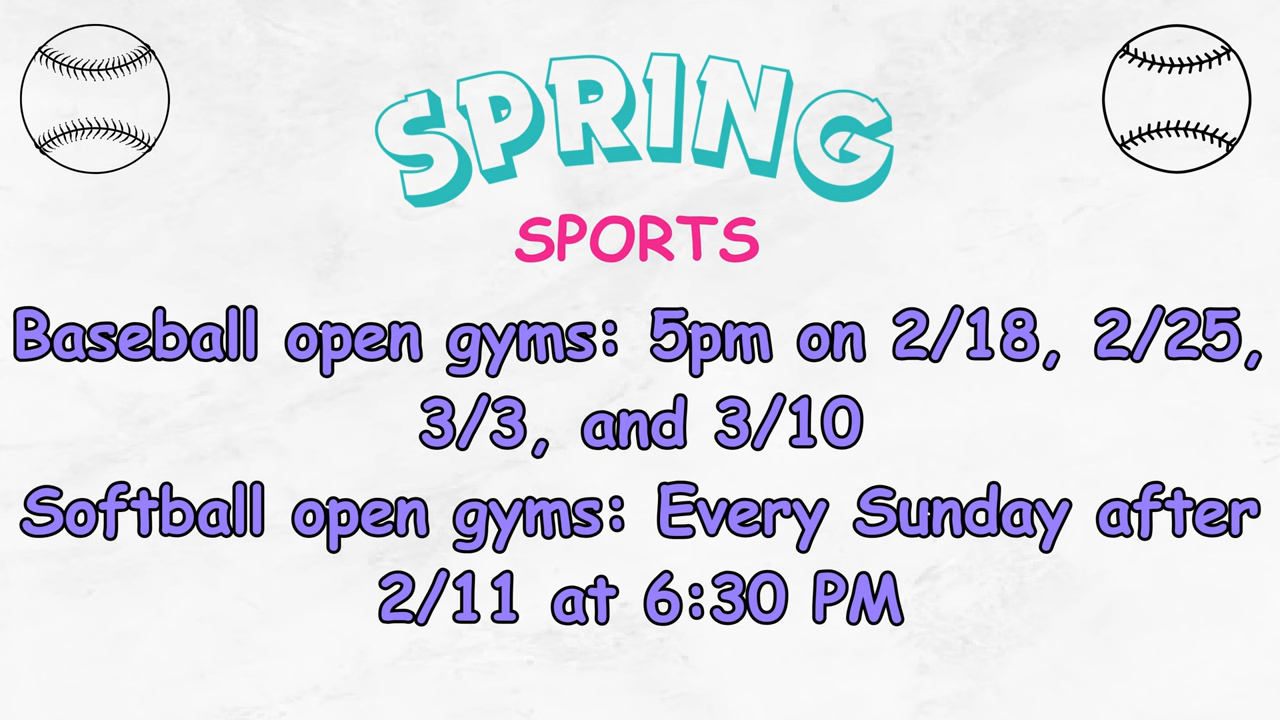 SPRING
SPORTS
Baseball open gyms: 5pm on 2/18, 2/25,
3/3, and 3/10
Softball open gyms: Every Sunday after
2/11 at 6:30 PM